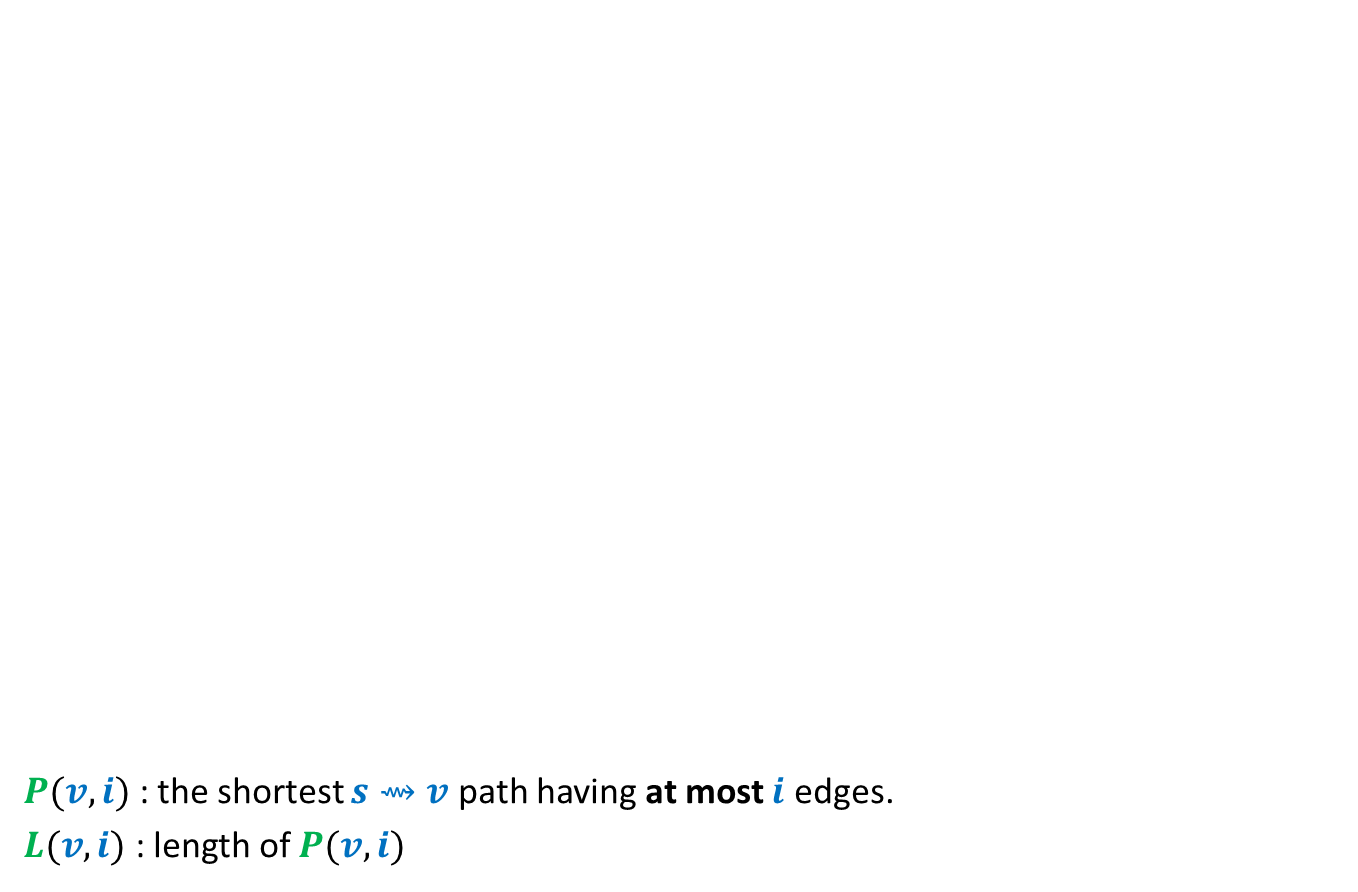 P(v, i) : the shortest s ⇝ v path having at most i edges.
L(v, i) : length of P(v, i)